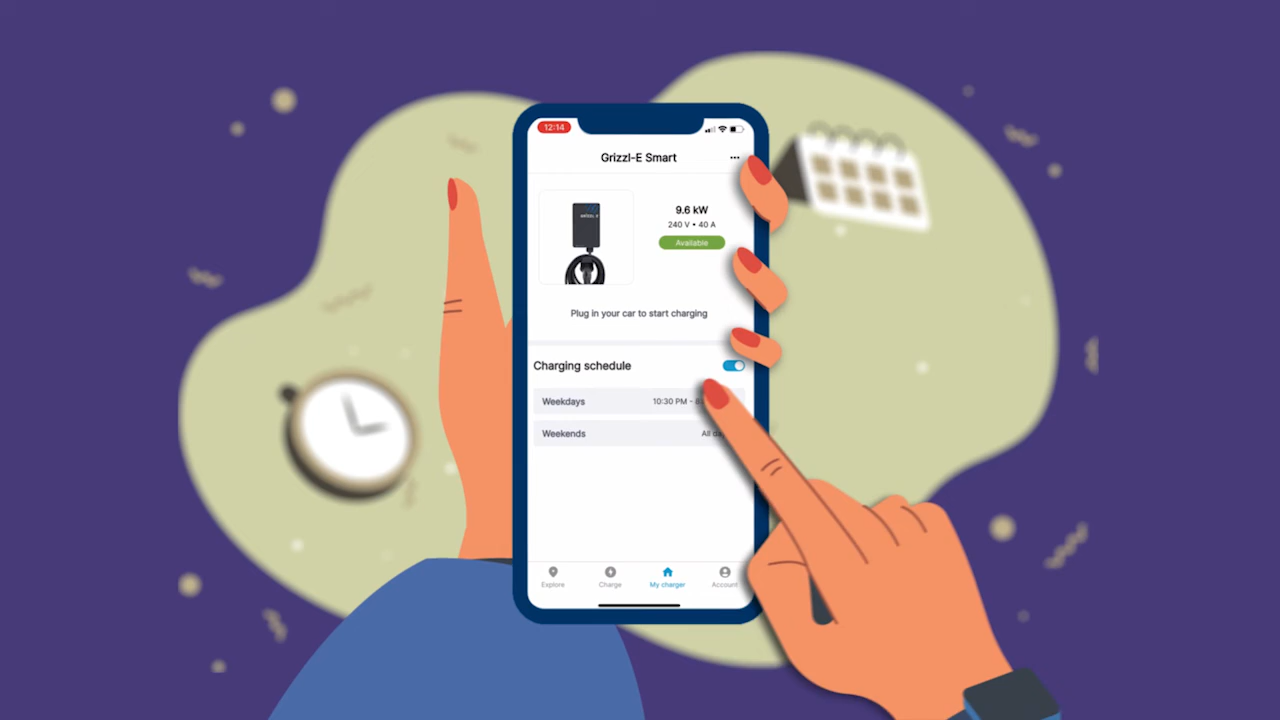 12:14
Grizzl-E Smart
9.6 kW
240 V • 40 A
Available
Plug in your car to start charging
Charging schedule
Weekdays 10:30 PM -
Weekends All
Explore Charge My charger Account